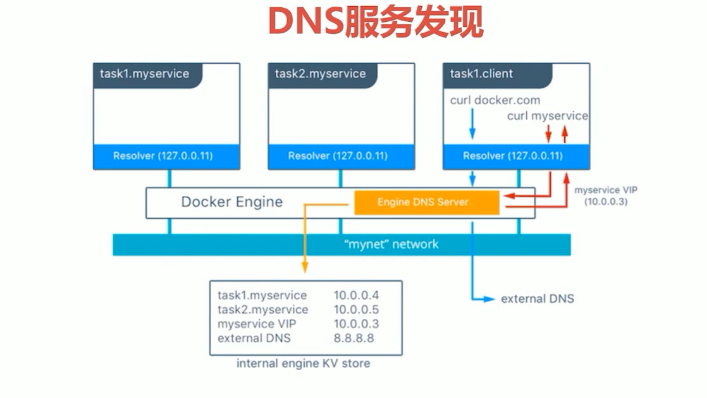 DNS服务发现
task1.myservice
task2.myservice
task1.client
curl docker.com
curl myservice
Resolver (127.0.0.11)
Resolver (127.0.0.11)
Resolver (127.0.0.11)
myservice VIP
(10.0.0.3)
Docker Engine
Engine DNS Server
“mynet” network
task1.myservice 10.0.0.4
task2.myservice 10.0.0.5
myservice VIP 10.0.0.3
external DNS 8.8.8.8
external DNS
internal engine KV store